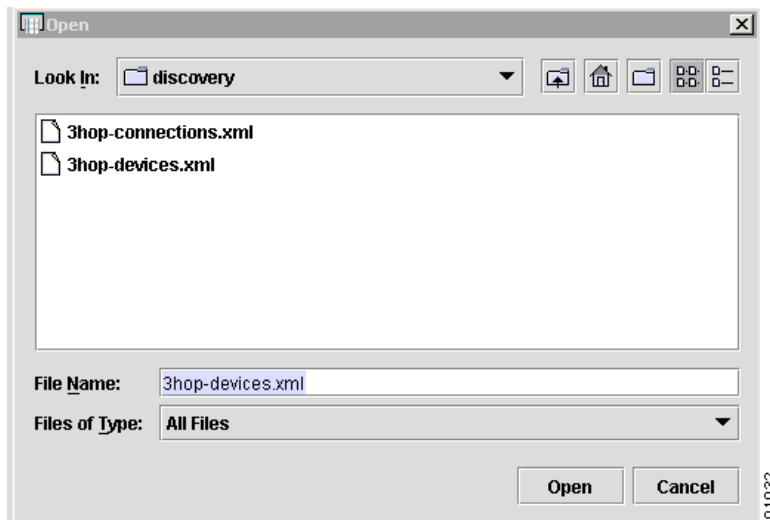 Open
Look In: discovery
3hop-connections.xml
3hop-devices.xml
File Name: 3hop-devices.xml
Files of Type: All Files
Open Cancel